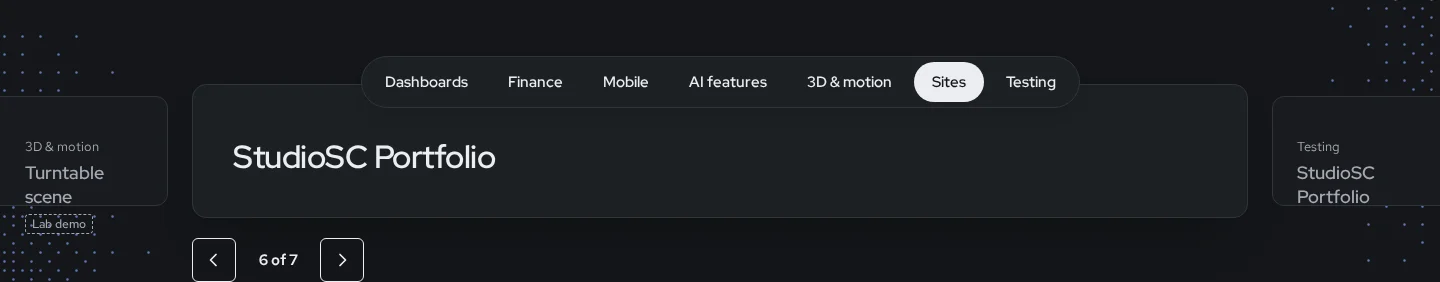 Dashboards Finance Mobile AI features 3D & motion Sites Testing
3D & motion
Turntable
scene
Lab demo
StudioSC Portfolio
6 of 7
Testing
StudioSC
Portfolio